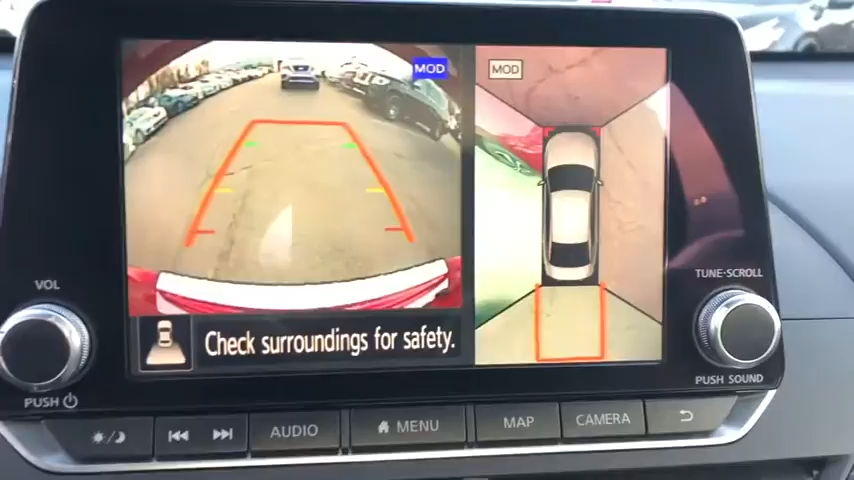 MOD
MOD
VOL
TUNE·SCROLL
Check surroundings for safety.
PUSH
PUSH SOUND
AUDIO
MENU
MAP
CAMERA